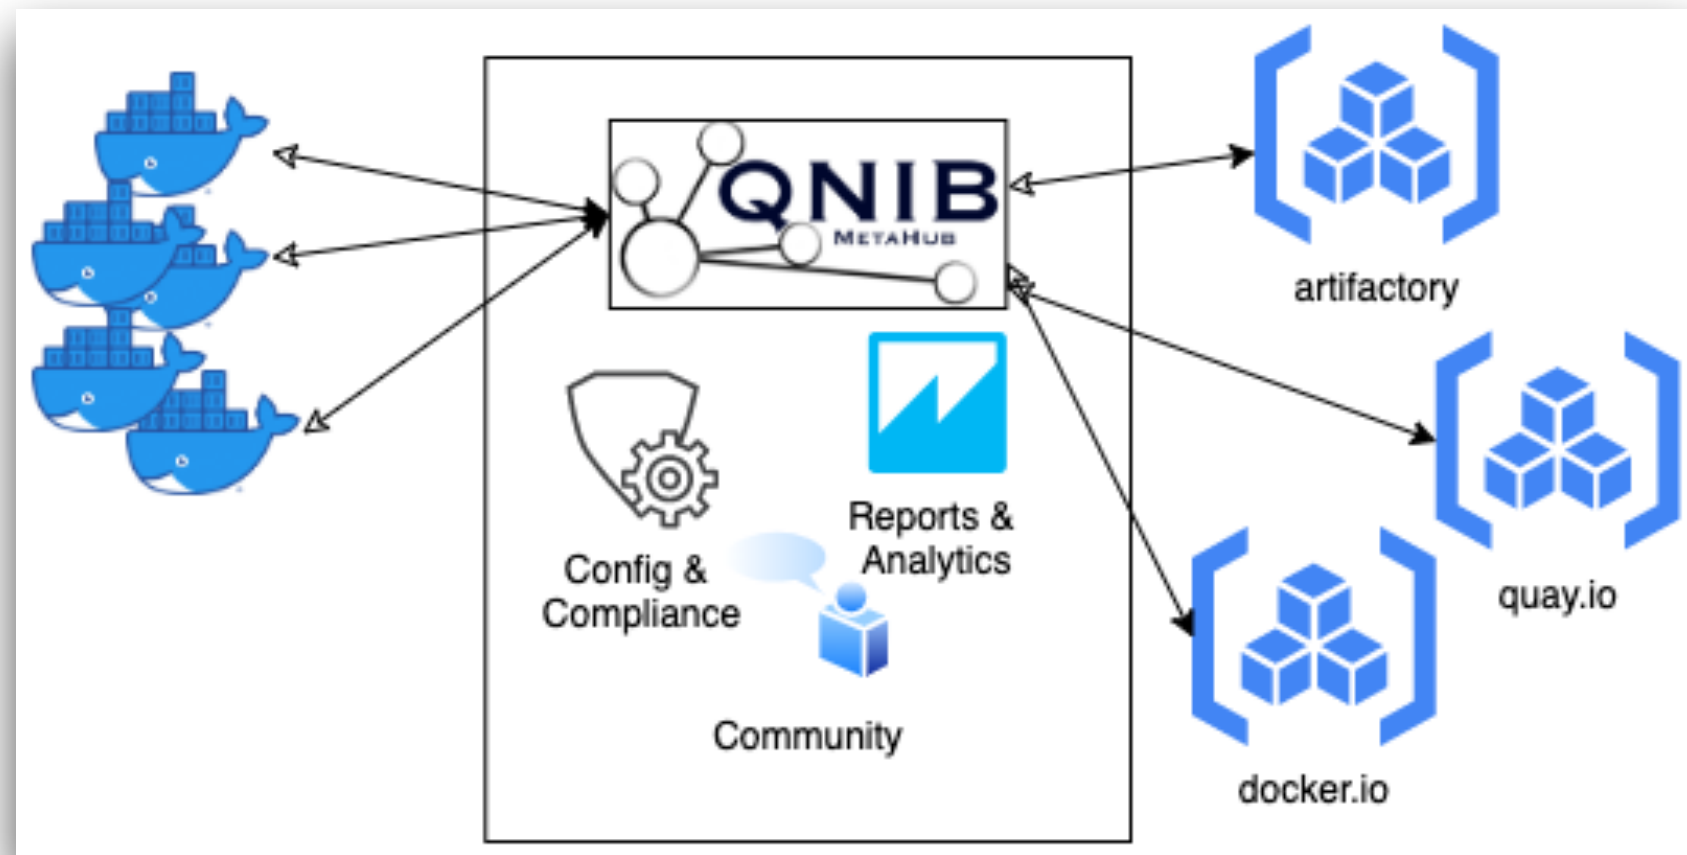 QNIB
METAHUB
artifactory
Reports &
Analytics
Config &
Compliance
quay.io
Community
docker.io